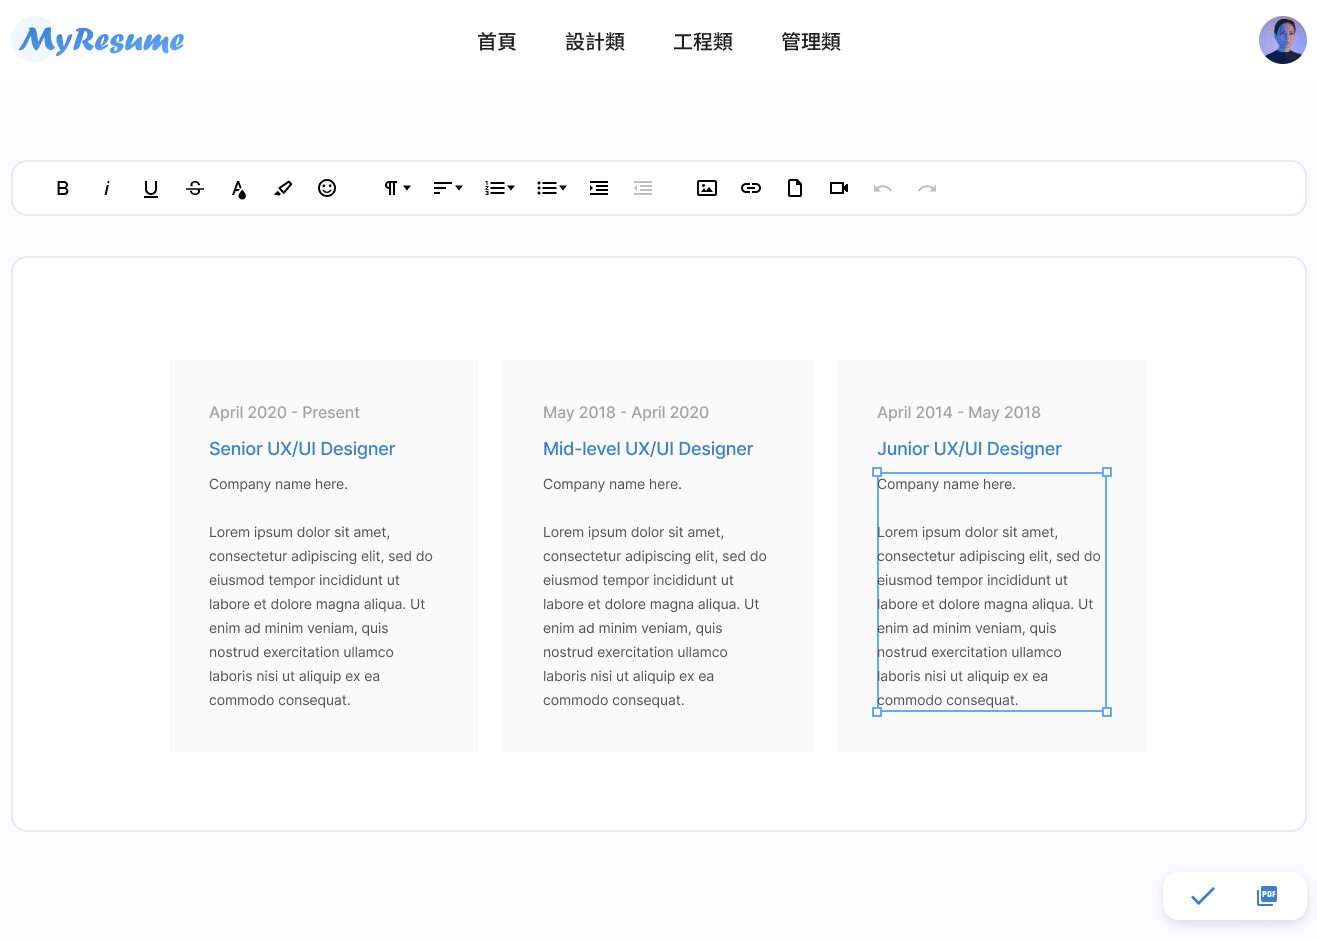 MyResume
首頁 設計類 工程類 管理類
B i U S A
April 2020 - Present
Senior UX/UI Designer
Company name here.
Lorem ipsum dolor sit amet,
consectetur adipiscing elit, sed do
eiusmod tempor incididunt ut
labore et dolore magna aliqua. Ut
enim ad minim veniam, quis
nostrud exercitation ullamco
laboris nisi ut aliquip ex ea
commodo consequat.
May 2018 - April 2020
Mid-level UX/UI Designer
Company name here.
Lorem ipsum dolor sit amet,
consectetur adipiscing elit, sed do
eiusmod tempor incididunt ut
labore et dolore magna aliqua. Ut
enim ad minim veniam, quis
nostrud exercitation ullamco
laboris nisi ut aliquip ex ea
commodo consequat.
April 2014 - May 2018
Junior UX/UI Designer
Company name here.
Lorem ipsum dolor sit amet,
consectetur adipiscing elit, sed do
eiusmod tempor incididunt ut
labore et dolore magna aliqua. Ut
enim ad minim veniam, quis
nostrud exercitation ullamco
laboris nisi ut aliquip ex ea
commodo consequat.
PDF